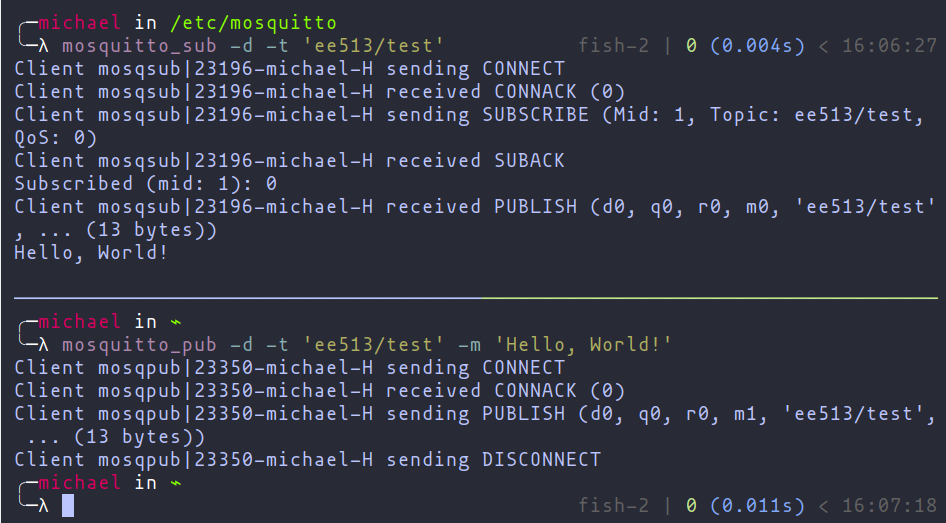 ╭─michael in /etc/mosquitto
╰─λ mosquitto_sub -d -t 'ee513/test' fish-2 | 0 (0.004s) < 16:06:27
Client mosqsub|23196-michael-H sending CONNECT
Client mosqsub|23196-michael-H received CONNACK (0)
Client mosqsub|23196-michael-H sending SUBSCRIBE (Mid: 1, Topic: ee513/test,
QoS: 0)
Client mosqsub|23196-michael-H received SUBACK
Subscribed (mid: 1): 0
Client mosqsub|23196-michael-H received PUBLISH (d0, q0, r0, m0, 'ee513/test'
, ... (13 bytes))
Hello, World!
╭─michael in ~
╰─λ mosquitto_pub -d -t 'ee513/test' -m 'Hello, World!'
Client mosqpub|23350-michael-H sending CONNECT
Client mosqpub|23350-michael-H received CONNACK (0)
Client mosqpub|23350-michael-H sending PUBLISH (d0, q0, r0, m1, 'ee513/test',
 ... (13 bytes))
Client mosqpub|23350-michael-H sending DISCONNECT
╭─michael in ~
╰─λ fish-2 | 0 (0.011s) < 16:07:18